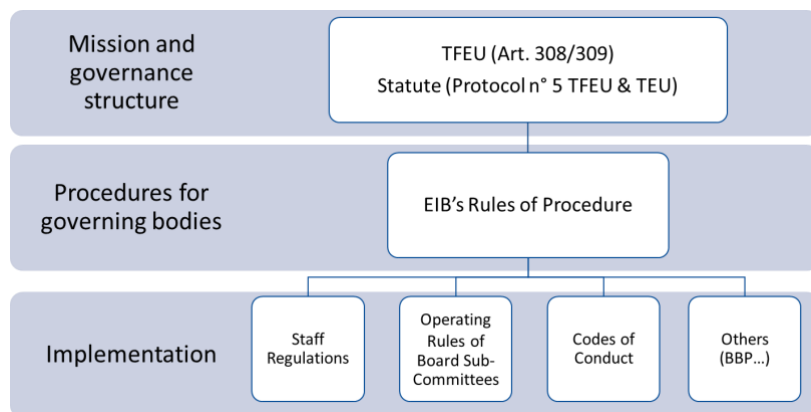 Mission and
governance
structure
TFEU (Art. 308/309)
Statute (Protocol n° 5 TFEU & TEU)
Procedures for
governing bodies
EIB's Rules of Procedure
Implementation
Staff
Regulations
Operating
Rules of
Board Sub-
Committees
Codes of
Conduct
Others
(BBP...)